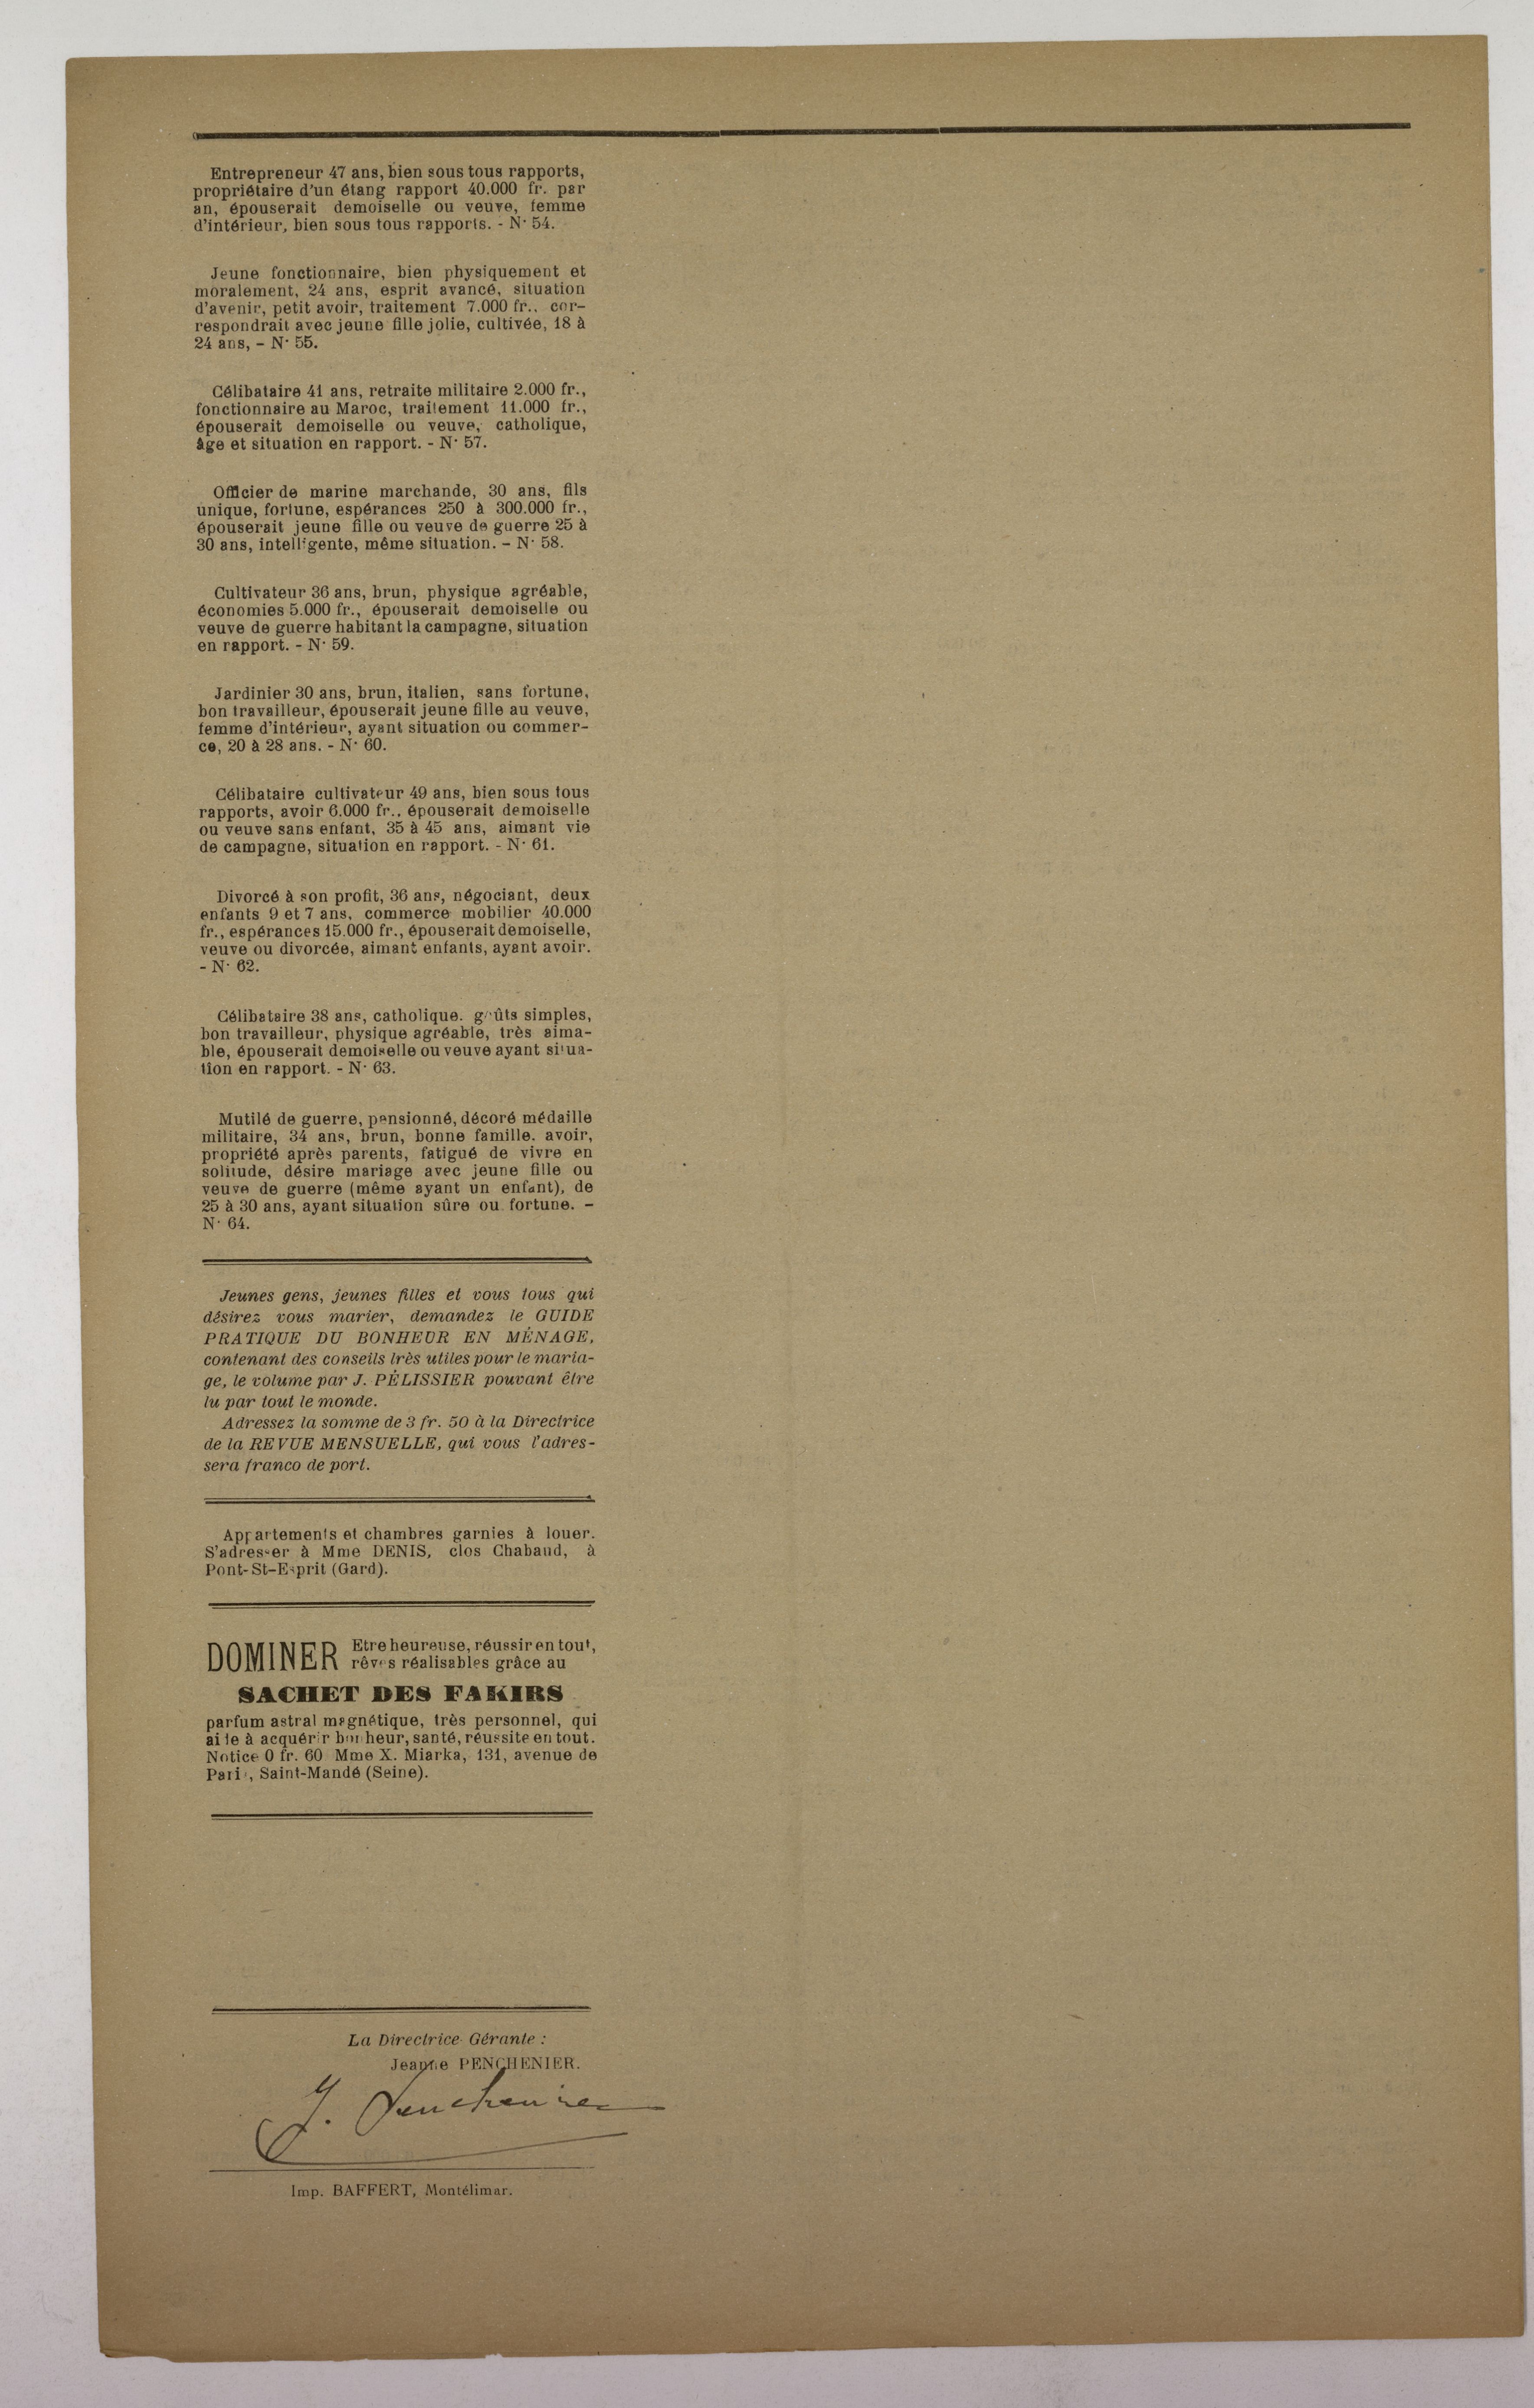 Entrepreneur 47 ans, bien sous tous rapports,
propriétaire d'un étang rapport 40.000 fr. par
an, épouserait demoiselle ou veuve, femme
d'intérieur, bien sous tous rapports. - N· 54.
Jeune fonctionnaire, bien physiquement et
moralement, 24 ans, esprit avancé, situation
d'avenir, petit avoir, traitement 7.000 fr., cor-
respondrait avec jeune fille jolie, cultivée, 18 à
24 ans, - N· 55.
Célibataire 41 ans, retraite militaire 2.000 fr.,
fonctionnaire au Maroc, traitement 11.000 fr.,
épouserait demoiselle ou veuve, catholique,
âge et situation en rapport. - N· 57.
Officier de marine marchande, 30 ans, fils
unique, fortune, espérances 250 à 300.000 fr.,
épouserait jeune fille ou veuve de guerre 25 à
30 ans, intelligente, même situation. - N· 58.
Cultivateur 36 ans, brun, physique agréable,
économies 5.000 fr., épouserait demoiselle ou
veuve de guerre habitant la campagne, situation
en rapport. - N· 59.
Jardinier 30 ans, brun, italien, sans fortune,
bon travailleur, épouserait jeune fille au veuve,
femme d'intérieur, ayant situation ou commer-
ce, 20 à 28 ans. - N· 60.
Célibataire cultivateur 49 ans, bien sous tous
rapports, avoir 6.000 fr., épouserait demoiselle
ou veuve sans enfant, 35 à 45 ans, aimant vie
de campagne, situation en rapport. - N· 61.
Divorcé à son profit, 36 ans, négociant, deux
enfants 9 et 7 ans, commerce mobilier 40.000
fr., espérances 15.000 fr., épouserait demoiselle,
veuve ou divorcée, aimant enfants, ayant avoir.
- N· 62.
Célibataire 38 ans, catholique. goûts simples,
bon travailleur, physique agréable, très aima-
ble, épouserait demoiselle ou veuve ayant situa-
tion en rapport. - N· 63.
Mutilé de guerre, pensionné, décoré médaille
militaire, 34 ans, brun, bonne famille. avoir,
propriété après parents, fatigué de vivre en
solitude, désire mariage avec jeune fille ou
veuve de guerre (même ayant un enfant), de
25 à 30 ans, ayant situation sûre ou fortune. -
N· 64.
Jeunes gens, jeunes filles et vous tous qui
désirez vous marier, demandez le GUIDE
PRATIQUE DU BONHEUR EN MÉNAGE,
contenant des conseils très utiles pour le maria-
ge, le volume par J. PÉLISSIER pouvant être
lu par tout le monde.
Adressez la somme de 3 fr. 50 à la Directrice
de la REVUE MENSUELLE, qui vous l'adres-
sera franco de port.
Appartements et chambres garnies à louer.
S'adresser à Mme DENIS, clos Chabaud, à
Pont-St-Esprit (Gard).
DOMINER Etre heureuse, réussir en tout,
rêves réalisables grâce au
SACHET DES FAKIRS
parfum astral magnétique, très personnel, qui
aide à acquérir bonheur, santé, réussite en tout.
Notice 0 fr. 60 Mme X. Miarka, 131, avenue de
Paris, Saint-Mandé (Seine).
La Directrice Gérante :
Jeanne PENCHENIER.
J. Penchenier
Imp. BAFFERT, Montélimar.